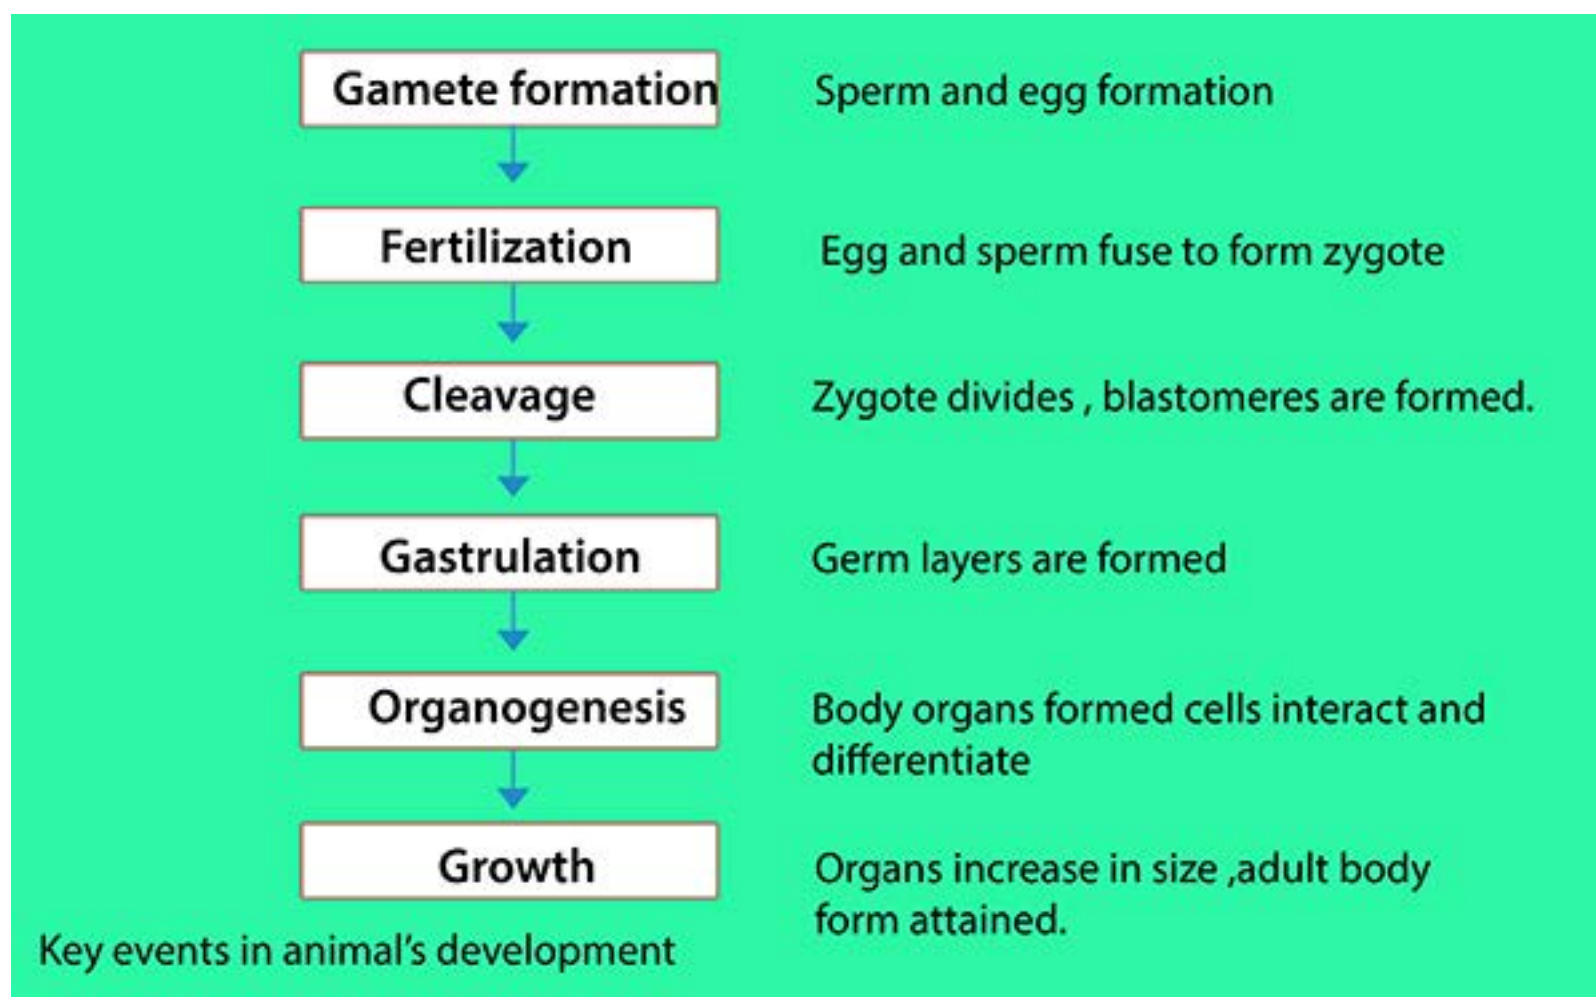 Gamete formation
Sperm and egg formation
Fertilization
Egg and sperm fuse to form zygote
Cleavage
Zygote divides , blastomeres are formed.
Gastrulation
Germ layers are formed
Organogenesis
Body organs formed cells interact and
differentiate
Growth
Organs increase in size ,adult body
form attained.
Key events in animal's development